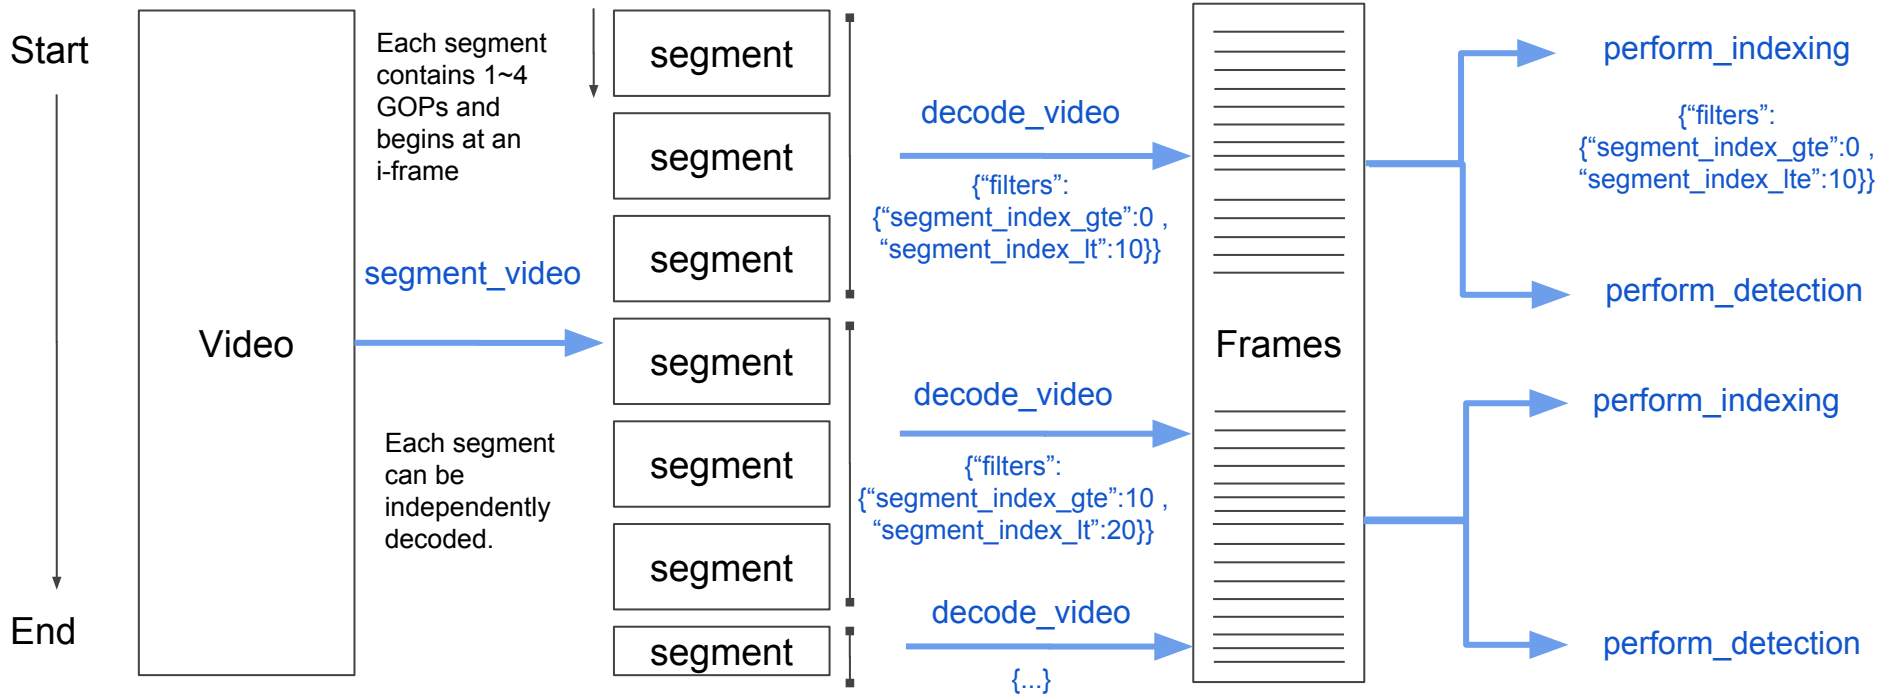 Start
End
Video
Each segment
contains 1~4
GOPs and
begins at an
i-frame
segment_video
Each segment
can be
independently
decoded.
segment
segment
segment
segment
segment
segment
segment
decode_video
{“filters”:
{“segment_index_gte”:0 ,
“segment_index_lt”:10}}
decode_video
{“filters”:
{“segment_index_gte”:10 ,
“segment_index_lt”:20}}
decode_video
{...}
Frames
perform_indexing
{“filters”:
{“segment_index_gte”:0 ,
“segment_index_lte”:10}}
perform_detection
perform_indexing
perform_detection